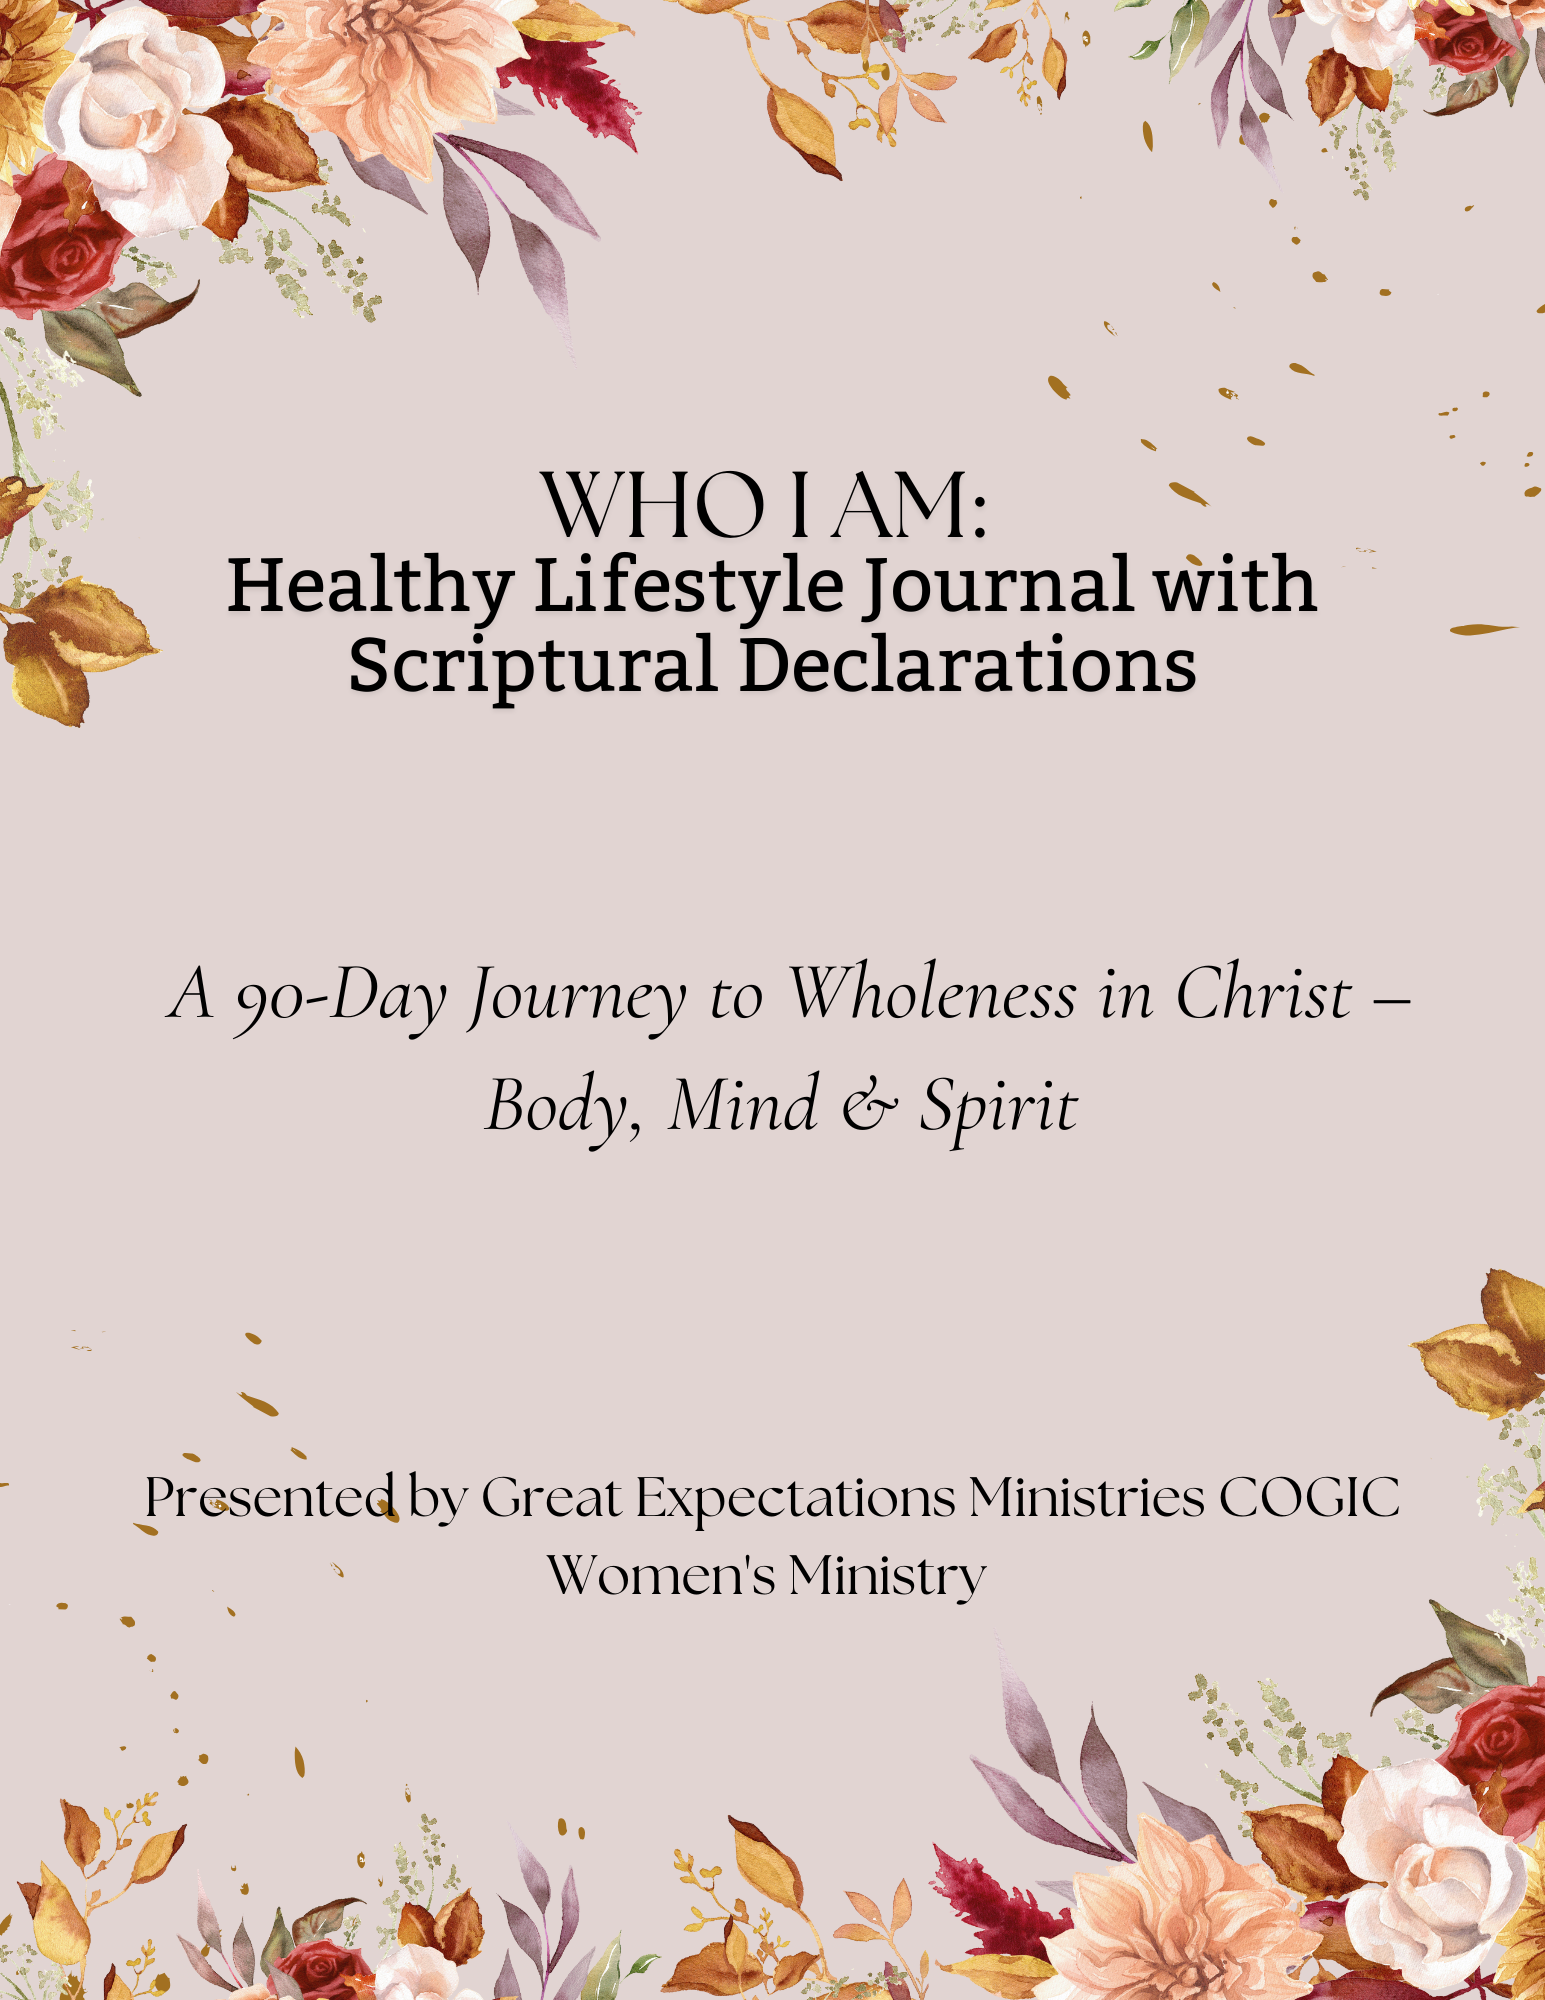 WHO I AM:
Healthy Lifestyle Journal with
Scriptural Declarations
A 90-Day Journey to Wholeness in Christ –
Body, Mind & Spirit
Presented by Great Expectations Ministries COGIC
Women's Ministry